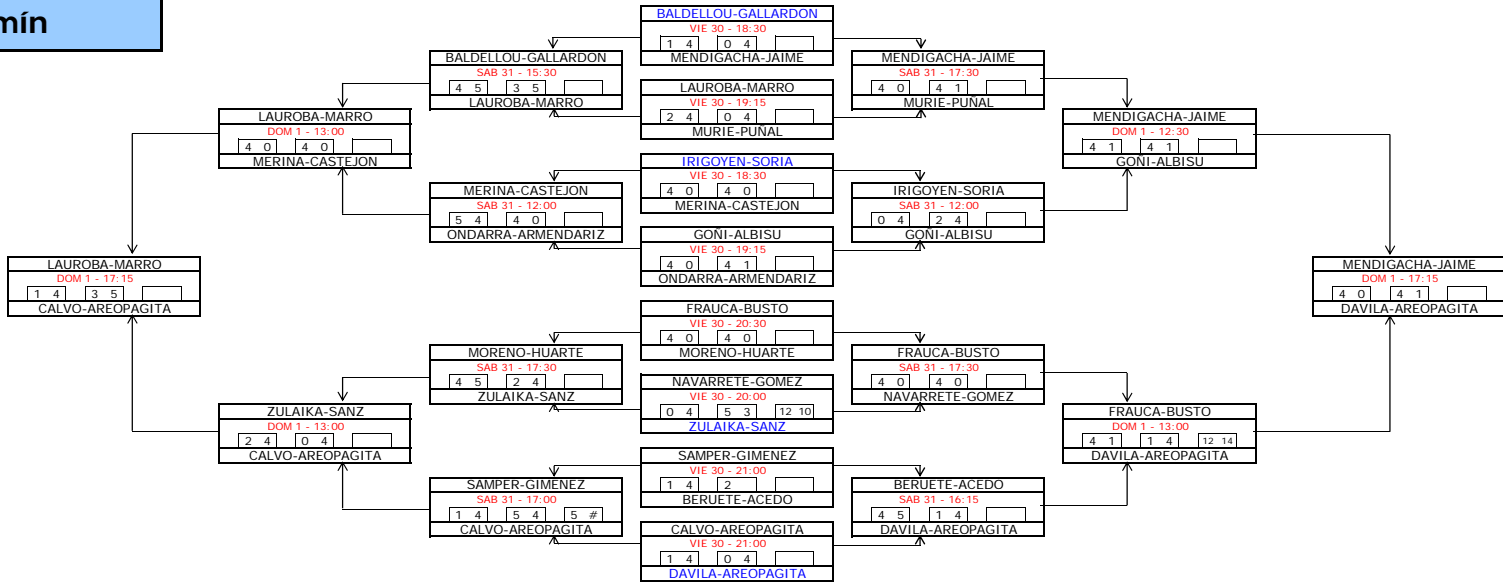 mín
BALDELLOU-GALLARDON
VIE 30 - 18:30
1 4 0 4
MENDIGACHA-JAIME
BALDELLOU-GALLARDON
SAB 31 - 15:30
4 5 3 5
LAUROBA-MARRO
MENDIGACHA-JAIME
SAB 31 - 17:30
4 0 4 1
MURIE-PUÑAL
LAUROBA-MARRO
VIE 30 - 19:15
2 4 0 4
MURIE-PUÑAL
LAUROBA-MARRO
DOM 1 - 13:00
4 0 4 0
MERINA-CASTEJON
MENDIGACHA-JAIME
DOM 1 - 12:30
4 1 4 1
GOÑI-ALBISU
IRIGOYEN-SORIA
VIE 30 - 18:30
4 0 4 0
MERINA-CASTEJON
MERINA-CASTEJON
SAB 31 - 12:00
5 4 4 0
ONDARRA-ARMENDARIZ
IRIGOYEN-SORIA
SAB 31 - 12:00
0 4 2 4
GOÑI-ALBISU
GOÑI-ALBISU
VIE 30 - 19:15
4 0 4 1
ONDARRA-ARMENDARIZ
LAUROBA-MARRO
DOM 1 - 17:15
1 4 3 5
CALVO-AREOPAGITA
MENDIGACHA-JAIME
DOM 1 - 17:15
4 0 4 1
DAVILA-AREOPAGITA
FRAUCA-BUSTO
VIE 30 - 20:30
4 0 4 0
MORENO-HUARTE
MORENO-HUARTE
SAB 31 - 17:30
4 5 2 4
ZULAIKA-SANZ
FRAUCA-BUSTO
SAB 31 - 17:30
4 0 4 0
NAVARRETE-GOMEZ
NAVARRETE-GOMEZ
VIE 30 - 20:00
0 4 5 3 12 10
ZULAIKA-SANZ
ZULAIKA-SANZ
DOM 1 - 13:00
2 4 0 4
CALVO-AREOPAGITA
FRAUCA-BUSTO
DOM 1 - 13:00
4 1 1 4 12 14
DAVILA-AREOPAGITA
SAMPER-GIMENEZ
VIE 30 - 21:00
1 4 2
BERUETE-ACEDO
SAMPER-GIMENEZ
SAB 31 - 17:00
1 4 5 4 5 #
CALVO-AREOPAGITA
BERUETE-ACEDO
SAB 31 - 16:15
4 5 1 4
DAVILA-AREOPAGITA
CALVO-AREOPAGITA
VIE 30 - 21:00
1 4 0 4
DAVILA-AREOPAGITA